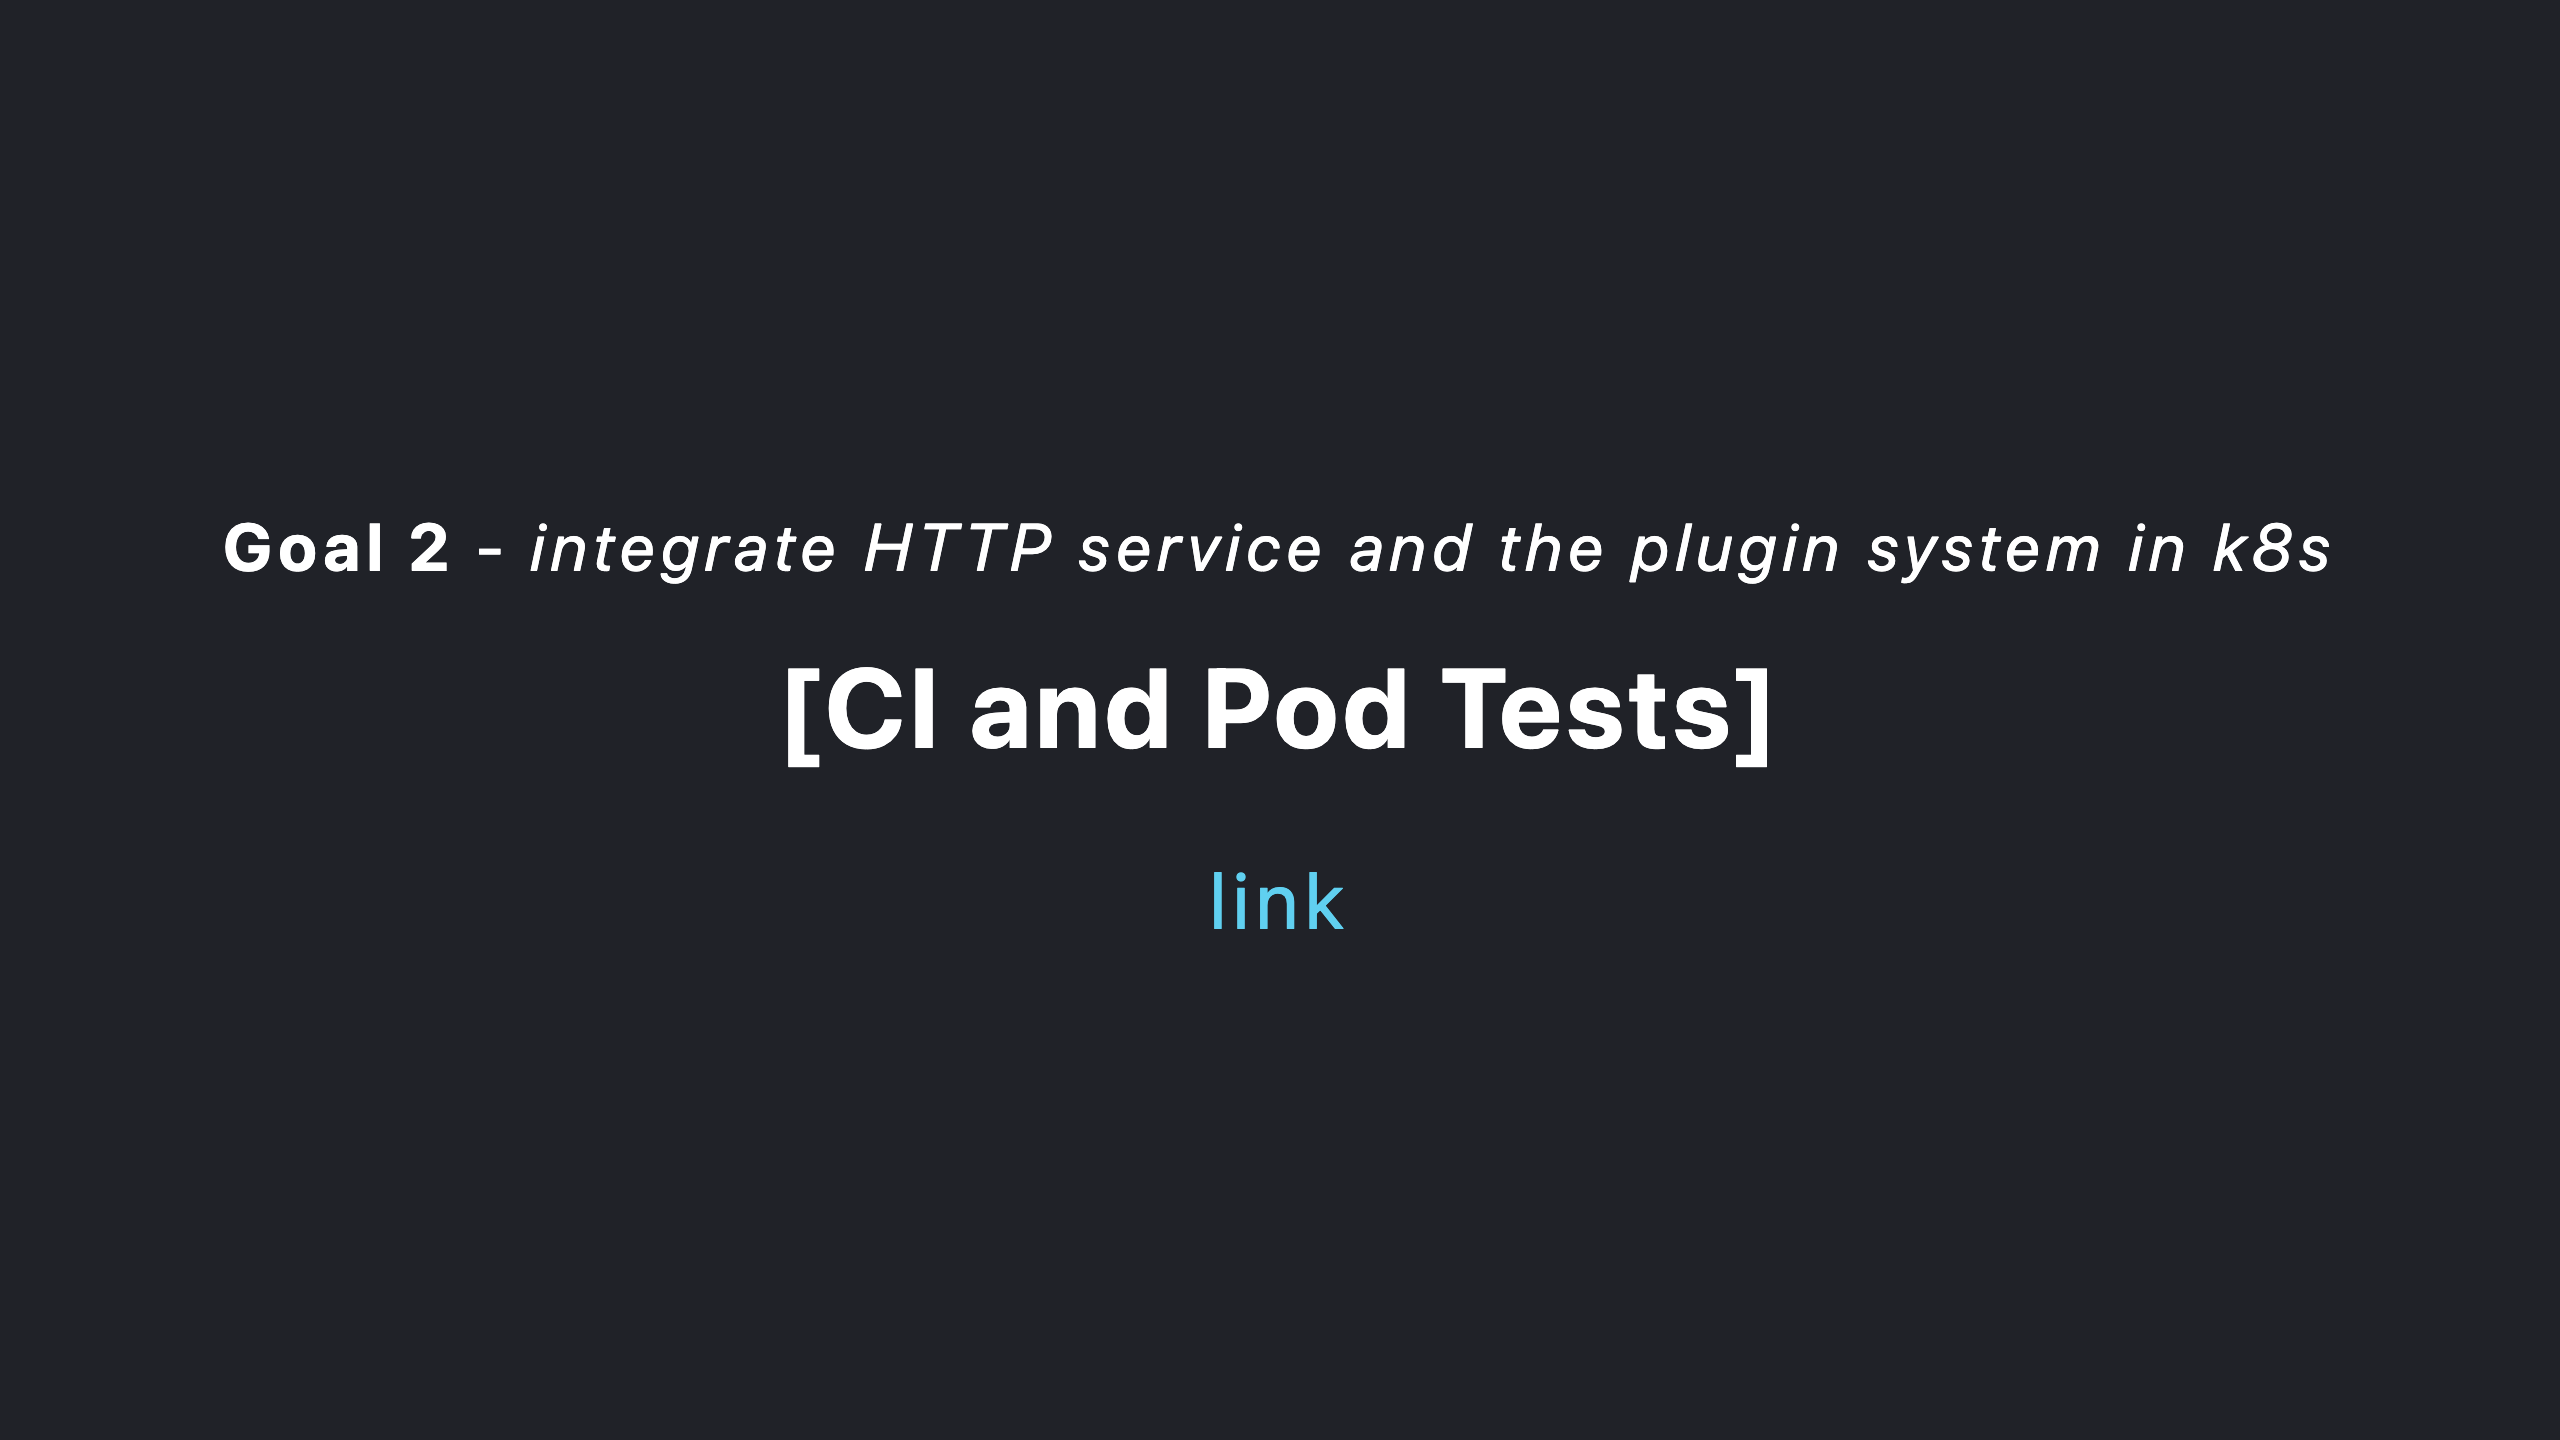 Goal 2 - integrate HTTP service and the plugin system in k8s
[CI and Pod Tests]
link